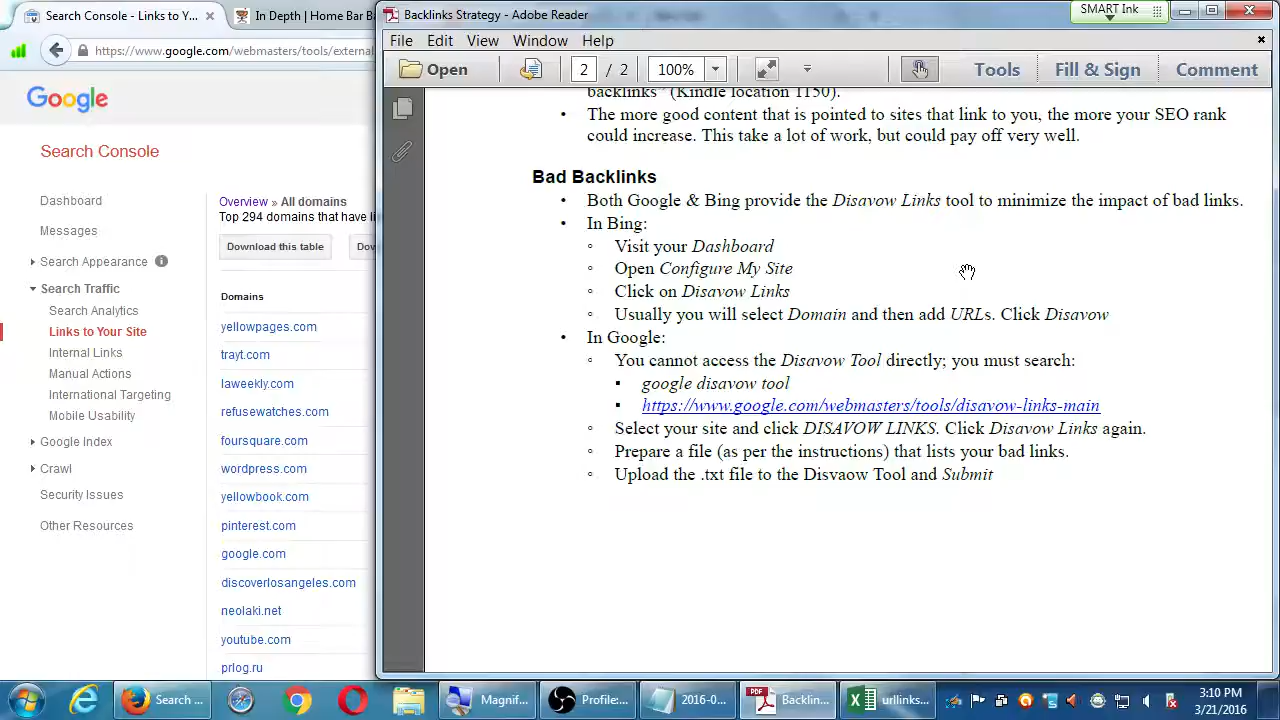 Search Console - Links to Your
In Depth | Home Bar B
https://www.google.com/webmasters/tools/external
Google
Search Console
Dashboard
Messages
Search Appearance
Search Traffic
Search Analytics
Links to Your Site
Internal Links
Manual Actions
International Targeting
Mobile Usability
Google Index
Crawl
Security Issues
Other Resources
Overview » All domains
Top 294 domains that have li
Download this table
Dov
Domains
yellowpages.com
trayt.com
laweekly.com
refusewatches.com
foursquare.com
wordpress.com
yellowbook.com
pinterest.com
google.com
discoverlosangeles.com
neolaki.net
youtube.com
prlog.ru
Backlinks Strategy - Adobe Reader
SMART Ink
File Edit View Window Help
Open 2 / 2 100% Tools Fill & Sign Comment
backlinks” (Kindle location 1150).
• The more good content that is pointed to sites that link to you, the more your SEO rank
could increase. This take a lot of work, but could pay off very well.
Bad Backlinks
• Both Google & Bing provide the Disavow Links tool to minimize the impact of bad links.
• In Bing:
◦ Visit your Dashboard
◦ Open Configure My Site
◦ Click on Disavow Links
◦ Usually you will select Domain and then add URLs. Click Disavow
• In Google:
◦ You cannot access the Disavow Tool directly; you must search:
▪ google disavow tool
▪ https://www.google.com/webmasters/tools/disavow-links-main
◦ Select your site and click DISAVOW LINKS. Click Disavow Links again.
◦ Prepare a file (as per the instructions) that lists your bad links.
◦ Upload the .txt file to the Disvaow Tool and Submit
Search ...
Magnif...
Profile:...
2016-0...
Backlin...
urllinks...
3:10 PM
3/21/2016